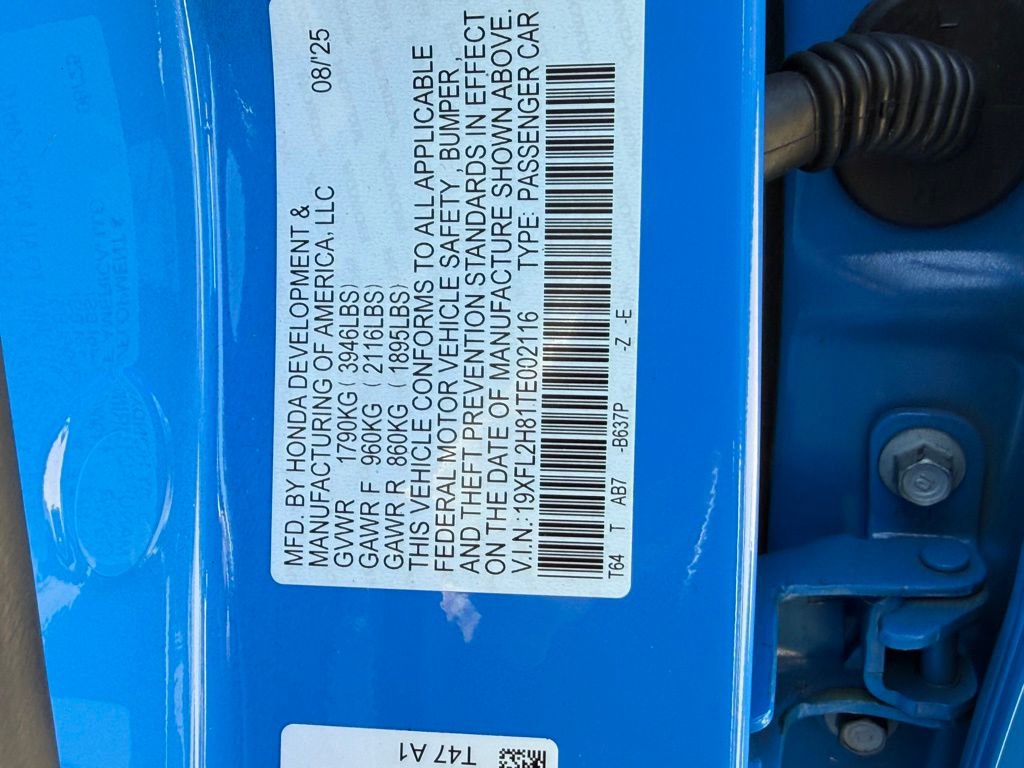 MFD. BY HONDA DEVELOPMENT & 08/'25
MANUFACTURING OF AMERICA, LLC
GVWR 1790KG ( 3946LBS)
GAWR F 960KG ( 2116LBS)
GAWR R 860KG ( 1895LBS)
THIS VEHICLE CONFORMS TO ALL APPLICABLE
FEDERAL MOTOR VEHICLE SAFETY , BUMPER ,
AND THEFT PREVENTION STANDARDS IN EFFECT
ON THE DATE OF MANUFACTURE SHOWN ABOVE.
V.I.N.:19XFL2H81TE002116 TYPE: PASSENGER CAR
T64 T AB7 -B637P -Z -E
T47 A1